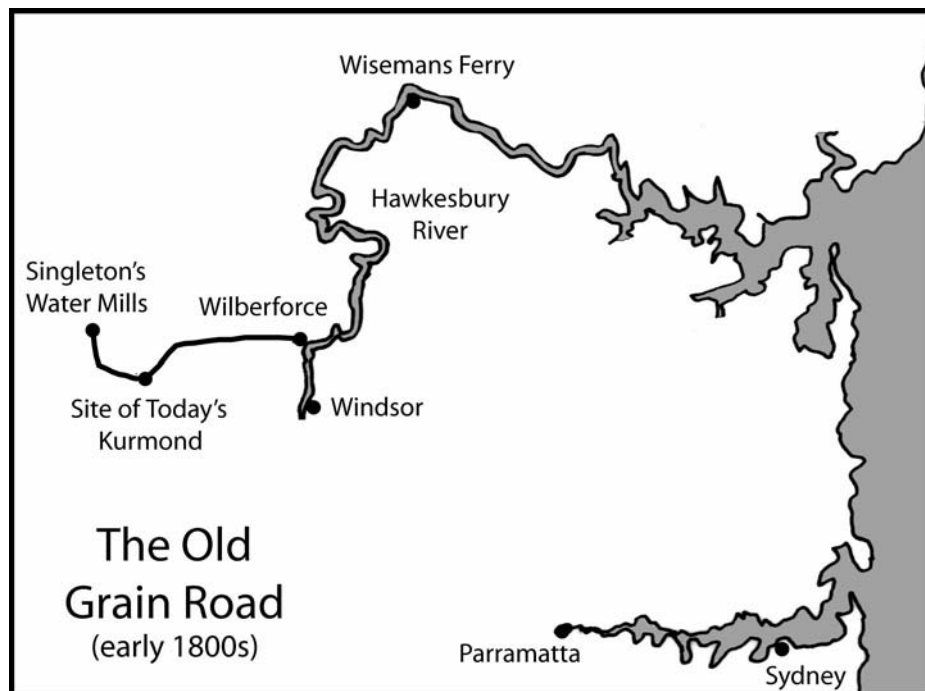 Wisemans Ferry
Hawkesbury
River
Singleton's
Water Mills
Wilberforce
Site of Today's
Kurmond
Windsor
The Old
Grain Road
(early 1800s)
Parramatta
Sydney